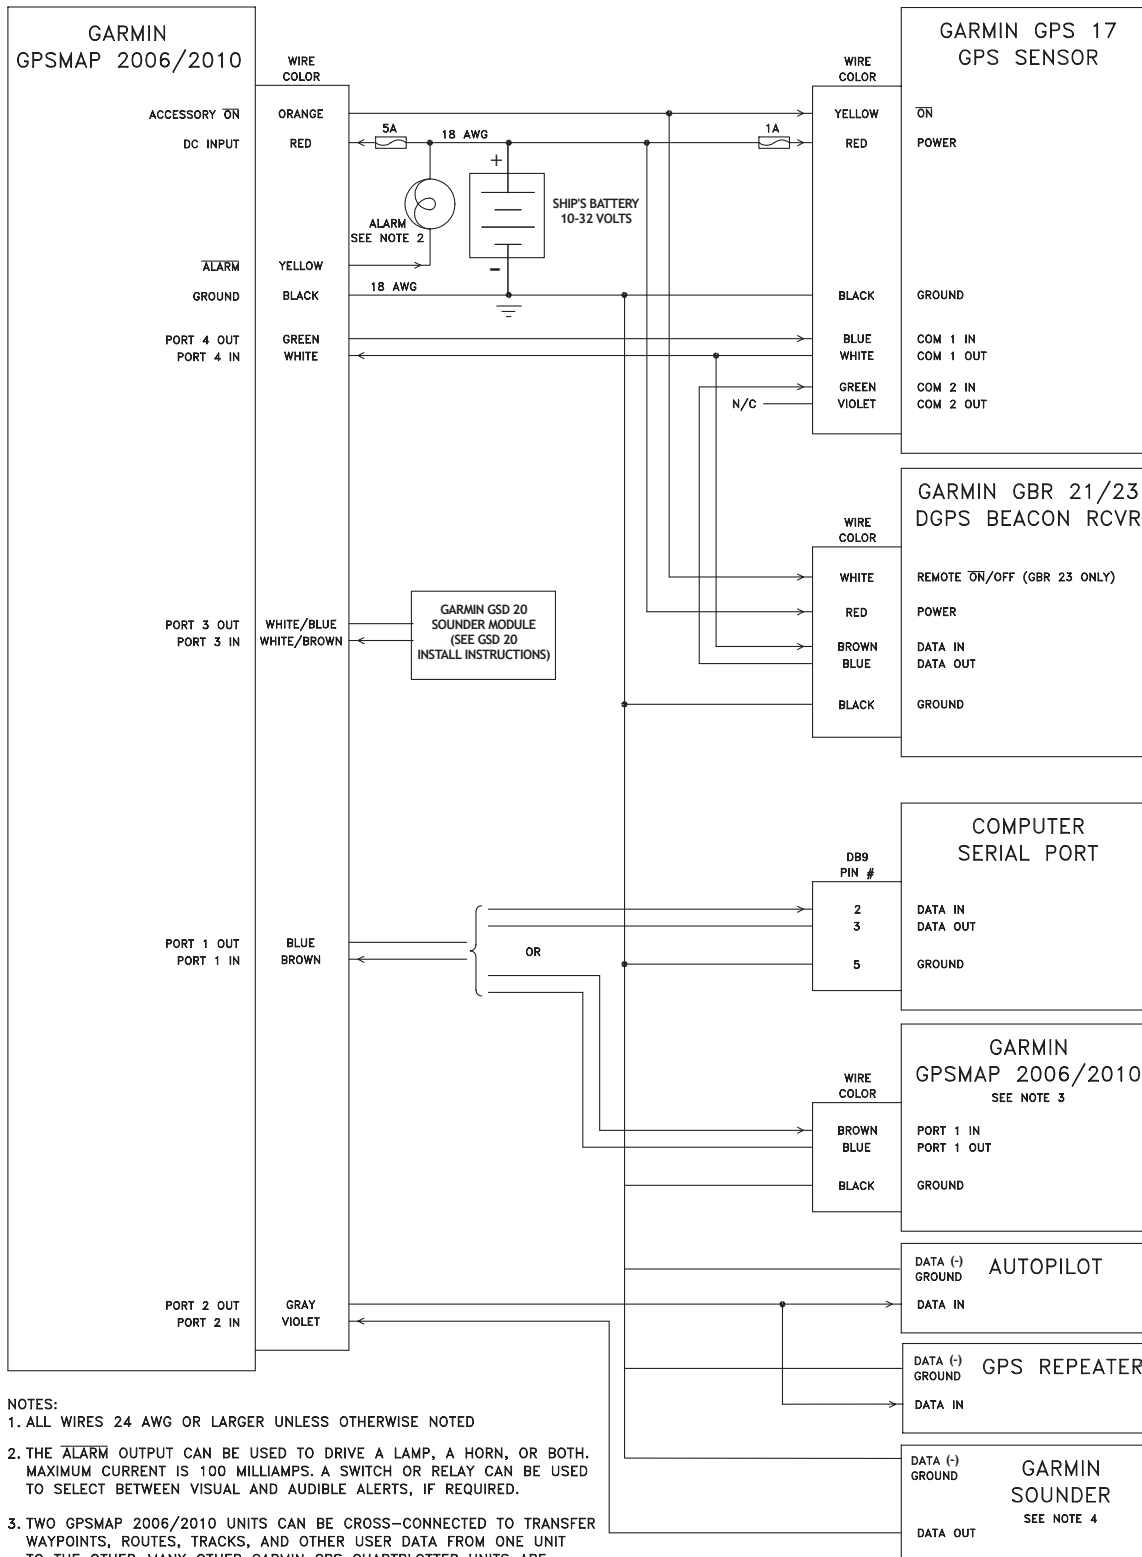 GARMIN
GPSMAP 2006/2010
WIRE
COLOR
ACCESSORY ON ORANGE
DC INPUT RED
ALARM YELLOW
GROUND BLACK
PORT 4 OUT GREEN
PORT 4 IN WHITE
PORT 3 OUT WHITE/BLUE
PORT 3 IN WHITE/BROWN
PORT 1 OUT BLUE
PORT 1 IN BROWN
PORT 2 OUT GRAY
PORT 2 IN VIOLET
5A
18 AWG
1A
+
SHIP'S BATTERY
10-32 VOLTS
ALARM
SEE NOTE 2
-
18 AWG
N/C
GARMIN GSD 20
SOUNDER MODULE
(SEE GSD 20
INSTALL INSTRUCTIONS)
OR
GARMIN GPS 17
GPS SENSOR
WIRE
COLOR
YELLOW ON
RED POWER
BLACK GROUND
BLUE COM 1 IN
WHITE COM 1 OUT
GREEN COM 2 IN
VIOLET COM 2 OUT
GARMIN GBR 21/23
DGPS BEACON RCVR
WIRE
COLOR
WHITE REMOTE ON/OFF (GBR 23 ONLY)
RED POWER
BROWN DATA IN
BLUE DATA OUT
BLACK GROUND
COMPUTER
SERIAL PORT
DB9
PIN #
2 DATA IN
3 DATA OUT
5 GROUND
GARMIN
GPSMAP 2006/2010
SEE NOTE 3
WIRE
COLOR
BROWN PORT 1 IN
BLUE PORT 1 OUT
BLACK GROUND
DATA (-)
GROUND
AUTOPILOT
DATA IN
DATA (-)
GROUND
GPS REPEATER
DATA IN
DATA (-)
GROUND
GARMIN
SOUNDER
SEE NOTE 4
DATA OUT
NOTES:
1. ALL WIRES 24 AWG OR LARGER UNLESS OTHERWISE NOTED
2. THE ALARM OUTPUT CAN BE USED TO DRIVE A LAMP, A HORN, OR BOTH.
MAXIMUM CURRENT IS 100 MILLIAMPS. A SWITCH OR RELAY CAN BE USED
TO SELECT BETWEEN VISUAL AND AUDIBLE ALERTS, IF REQUIRED.
3. TWO GPSMAP 2006/2010 UNITS CAN BE CROSS-CONNECTED TO TRANSFER
WAYPOINTS, ROUTES, TRACKS, AND OTHER USER DATA FROM ONE UNIT
TO THE OTHER. MANY OTHER GARMIN GPS CHARTPLOTTER UNITS ARE